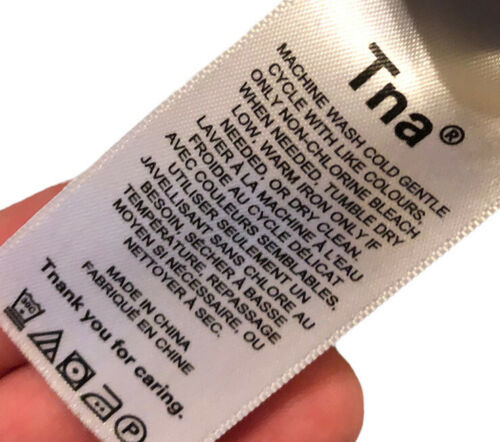 Tna®
MACHINE WASH COLD GENTLE
CYCLE WITH LIKE COLOURS,
ONLY NON-CHLORINE BLEACH
WHEN NEEDED, TUMBLE DRY
LOW, WARM IRON ONLY IF
NEEDED, OR DRY CLEAN.
LAVER À LA MACHINE À L'EAU
FROIDE AU CYCLE DÉLICAT
AVEC COULEURS SEMBLABLES,
UTILISER SEULEMENT UN
JAVELLISANT SANS CHLORE AU
BESOIN, SÉCHER À BASSE
TEMPÉRATURE, REPASSAGE
MOYEN SI NÉCESSAIRE, OU
NETTOYER À SEC.
MADE IN CHINA
FABRIQUÉ EN CHINE
Tnank you for caring.